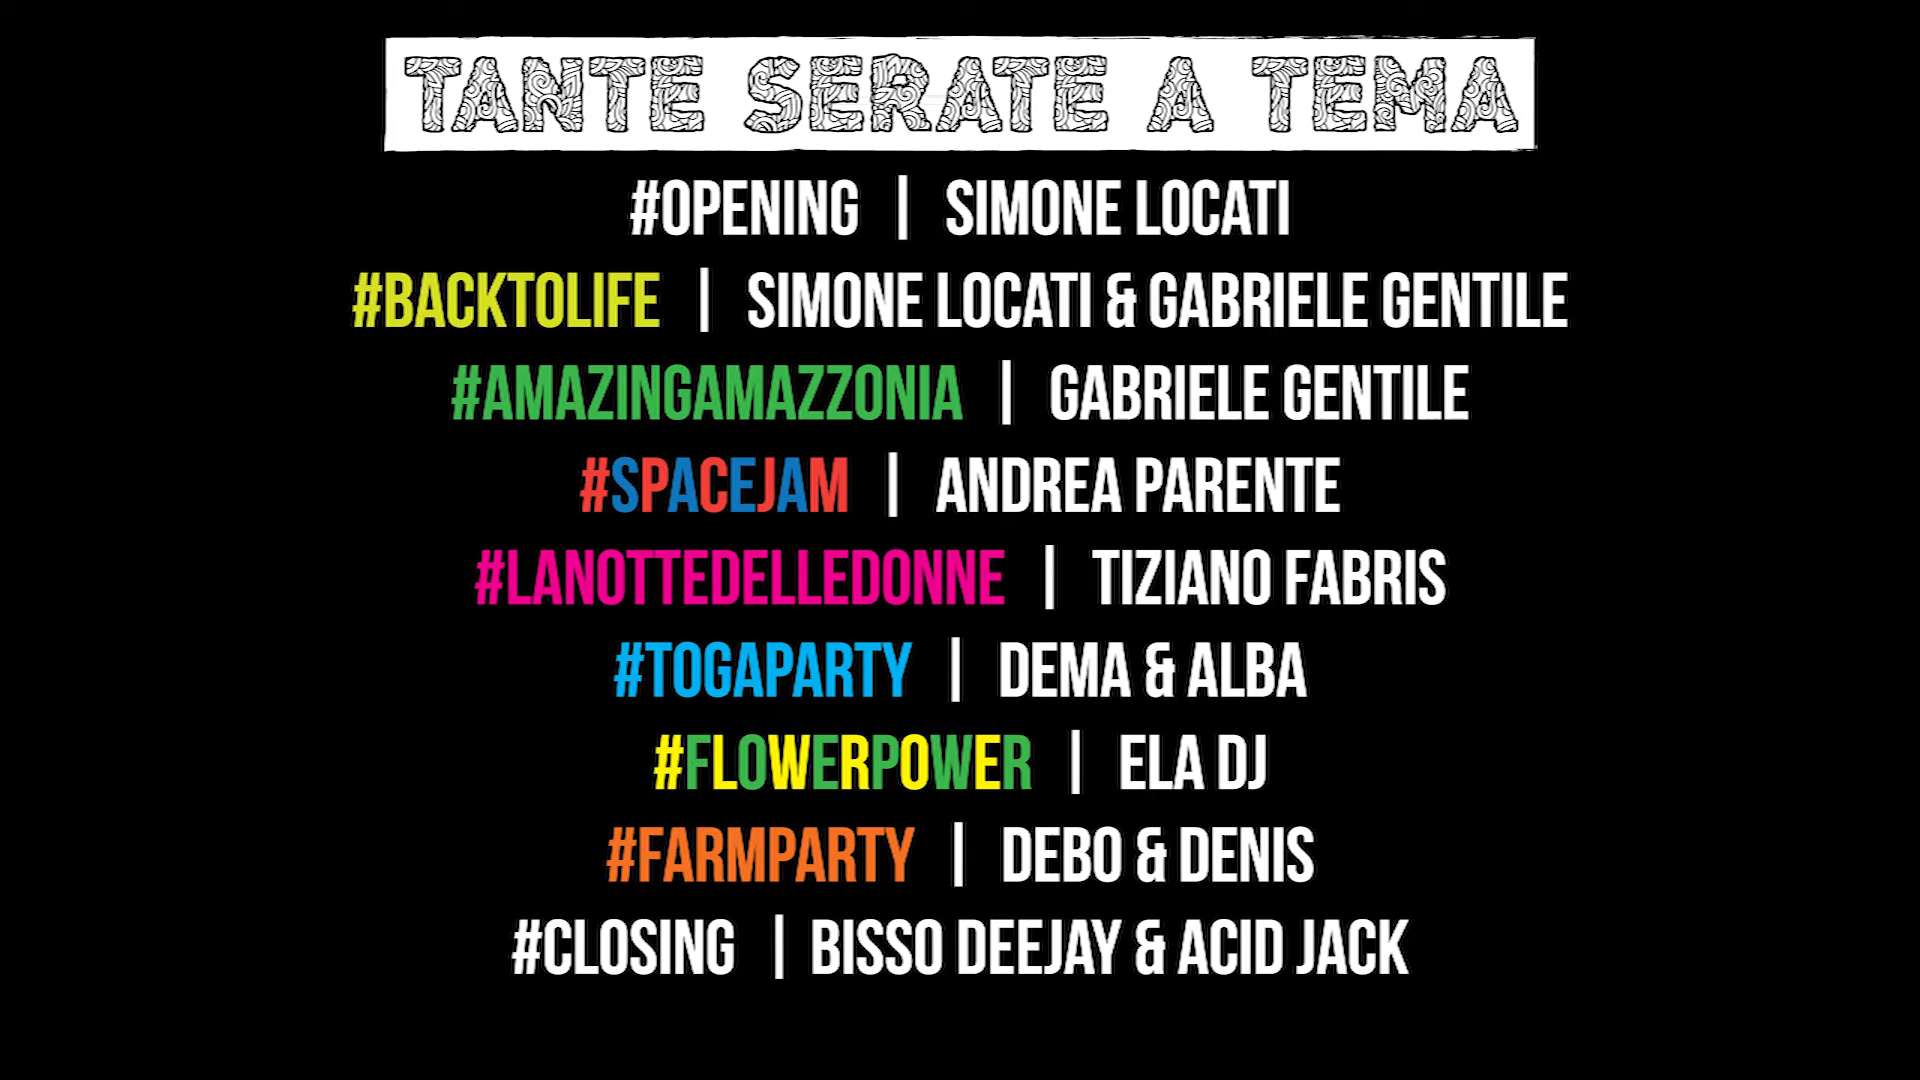 TANTE SERATE A TEMA
#OPENING | SIMONE LOCATI
#BACKTOLIFE | SIMONE LOCATI & GABRIELE GENTILE
#AMAZINGAMAZZONIA | GABRIELE GENTILE
#SPACEJAM | ANDREA PARENTE
#LANOTTEDELLEDONNE | TIZIANO FABRIS
#TOGAPARTY | DEMA & ALBA
#FLOWERPOWER | ELA DJ
#FARMPARTY | DEBO & DENIS
#CLOSING | BISSO DEEJAY & ACID JACK